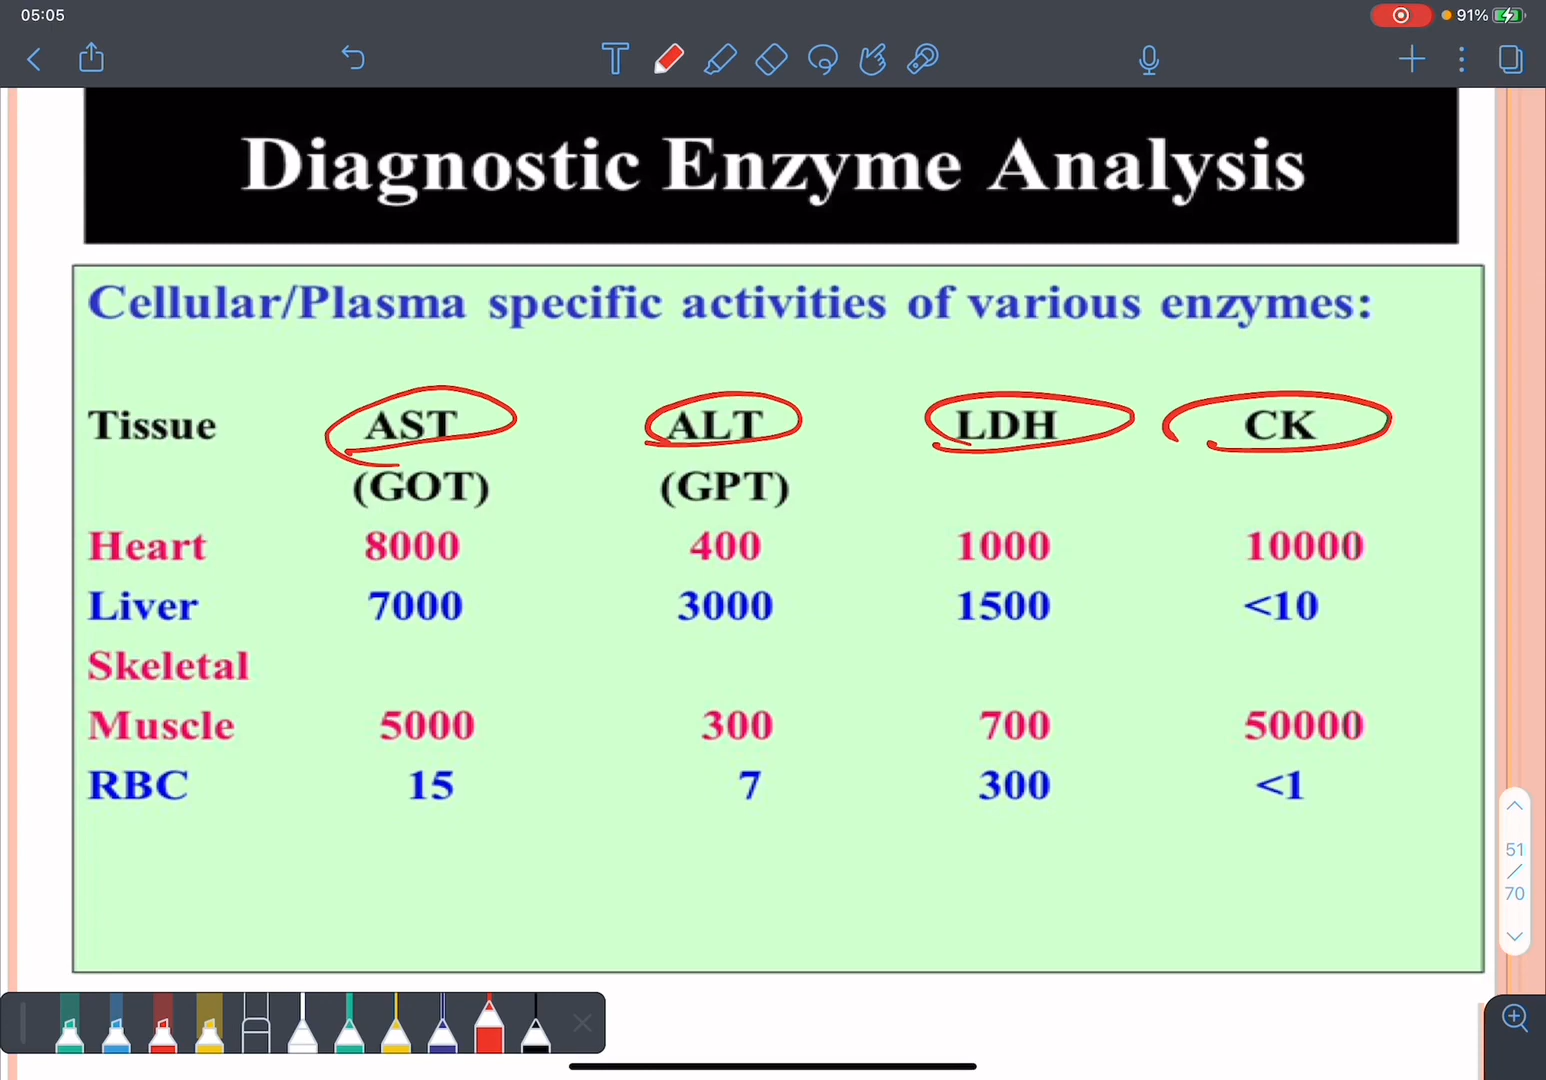 05:05
91%
Diagnostic Enzyme Analysis
Cellular/Plasma specific activities of various enzymes:
Tissue AST ALT LDH CK
(GOT) (GPT)
Heart 8000 400 1000 10000
Liver 7000 3000 1500 <10
Skeletal
Muscle 5000 300 700 50000
RBC 15 7 300 <1
51
/
70